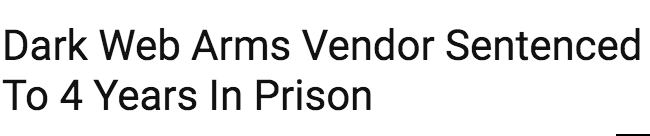 Dark Web Arms Vendor Sentenced
To 4 Years In Prison